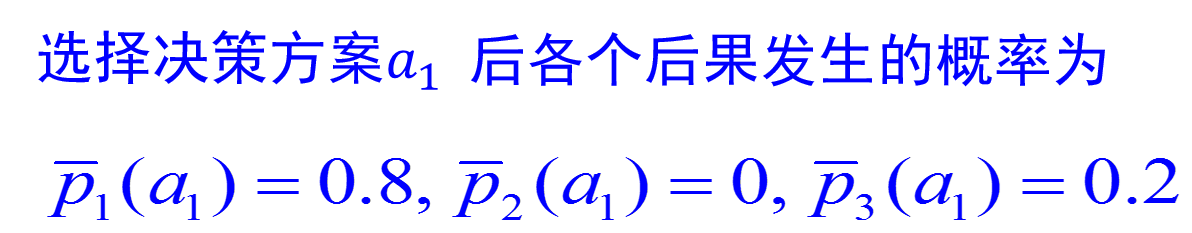 选择决策方案a₁ 后各个后果发生的概率为
p̅₁(a₁) = 0.8, p̅₂(a₁) = 0, p̅₃(a₁) = 0.2